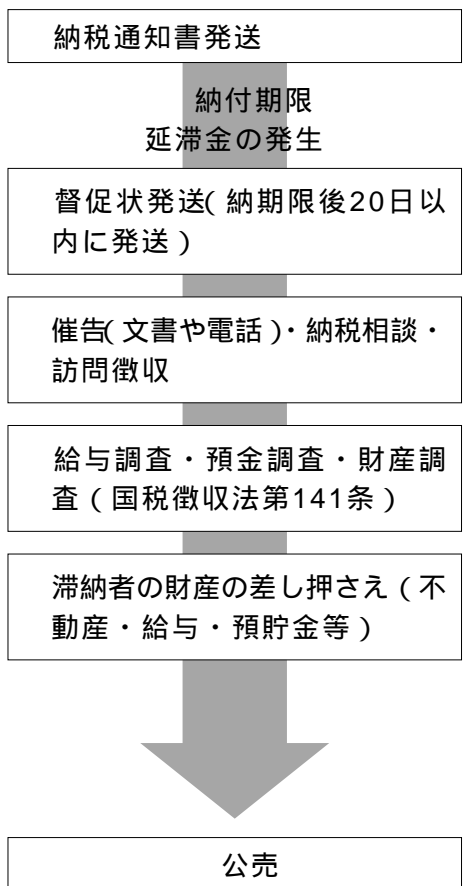 納税通知書発送
納付期限
延滞金の発生
督促状発送(納期限後20日以
内に発送)
催告(文書や電話)・納税相談・
訪問徴収
給与調査・預金調査・財産調
査(国税徴収法第141条)
滞納者の財産の差し押さえ(不
動産・給与・預貯金等)
公売